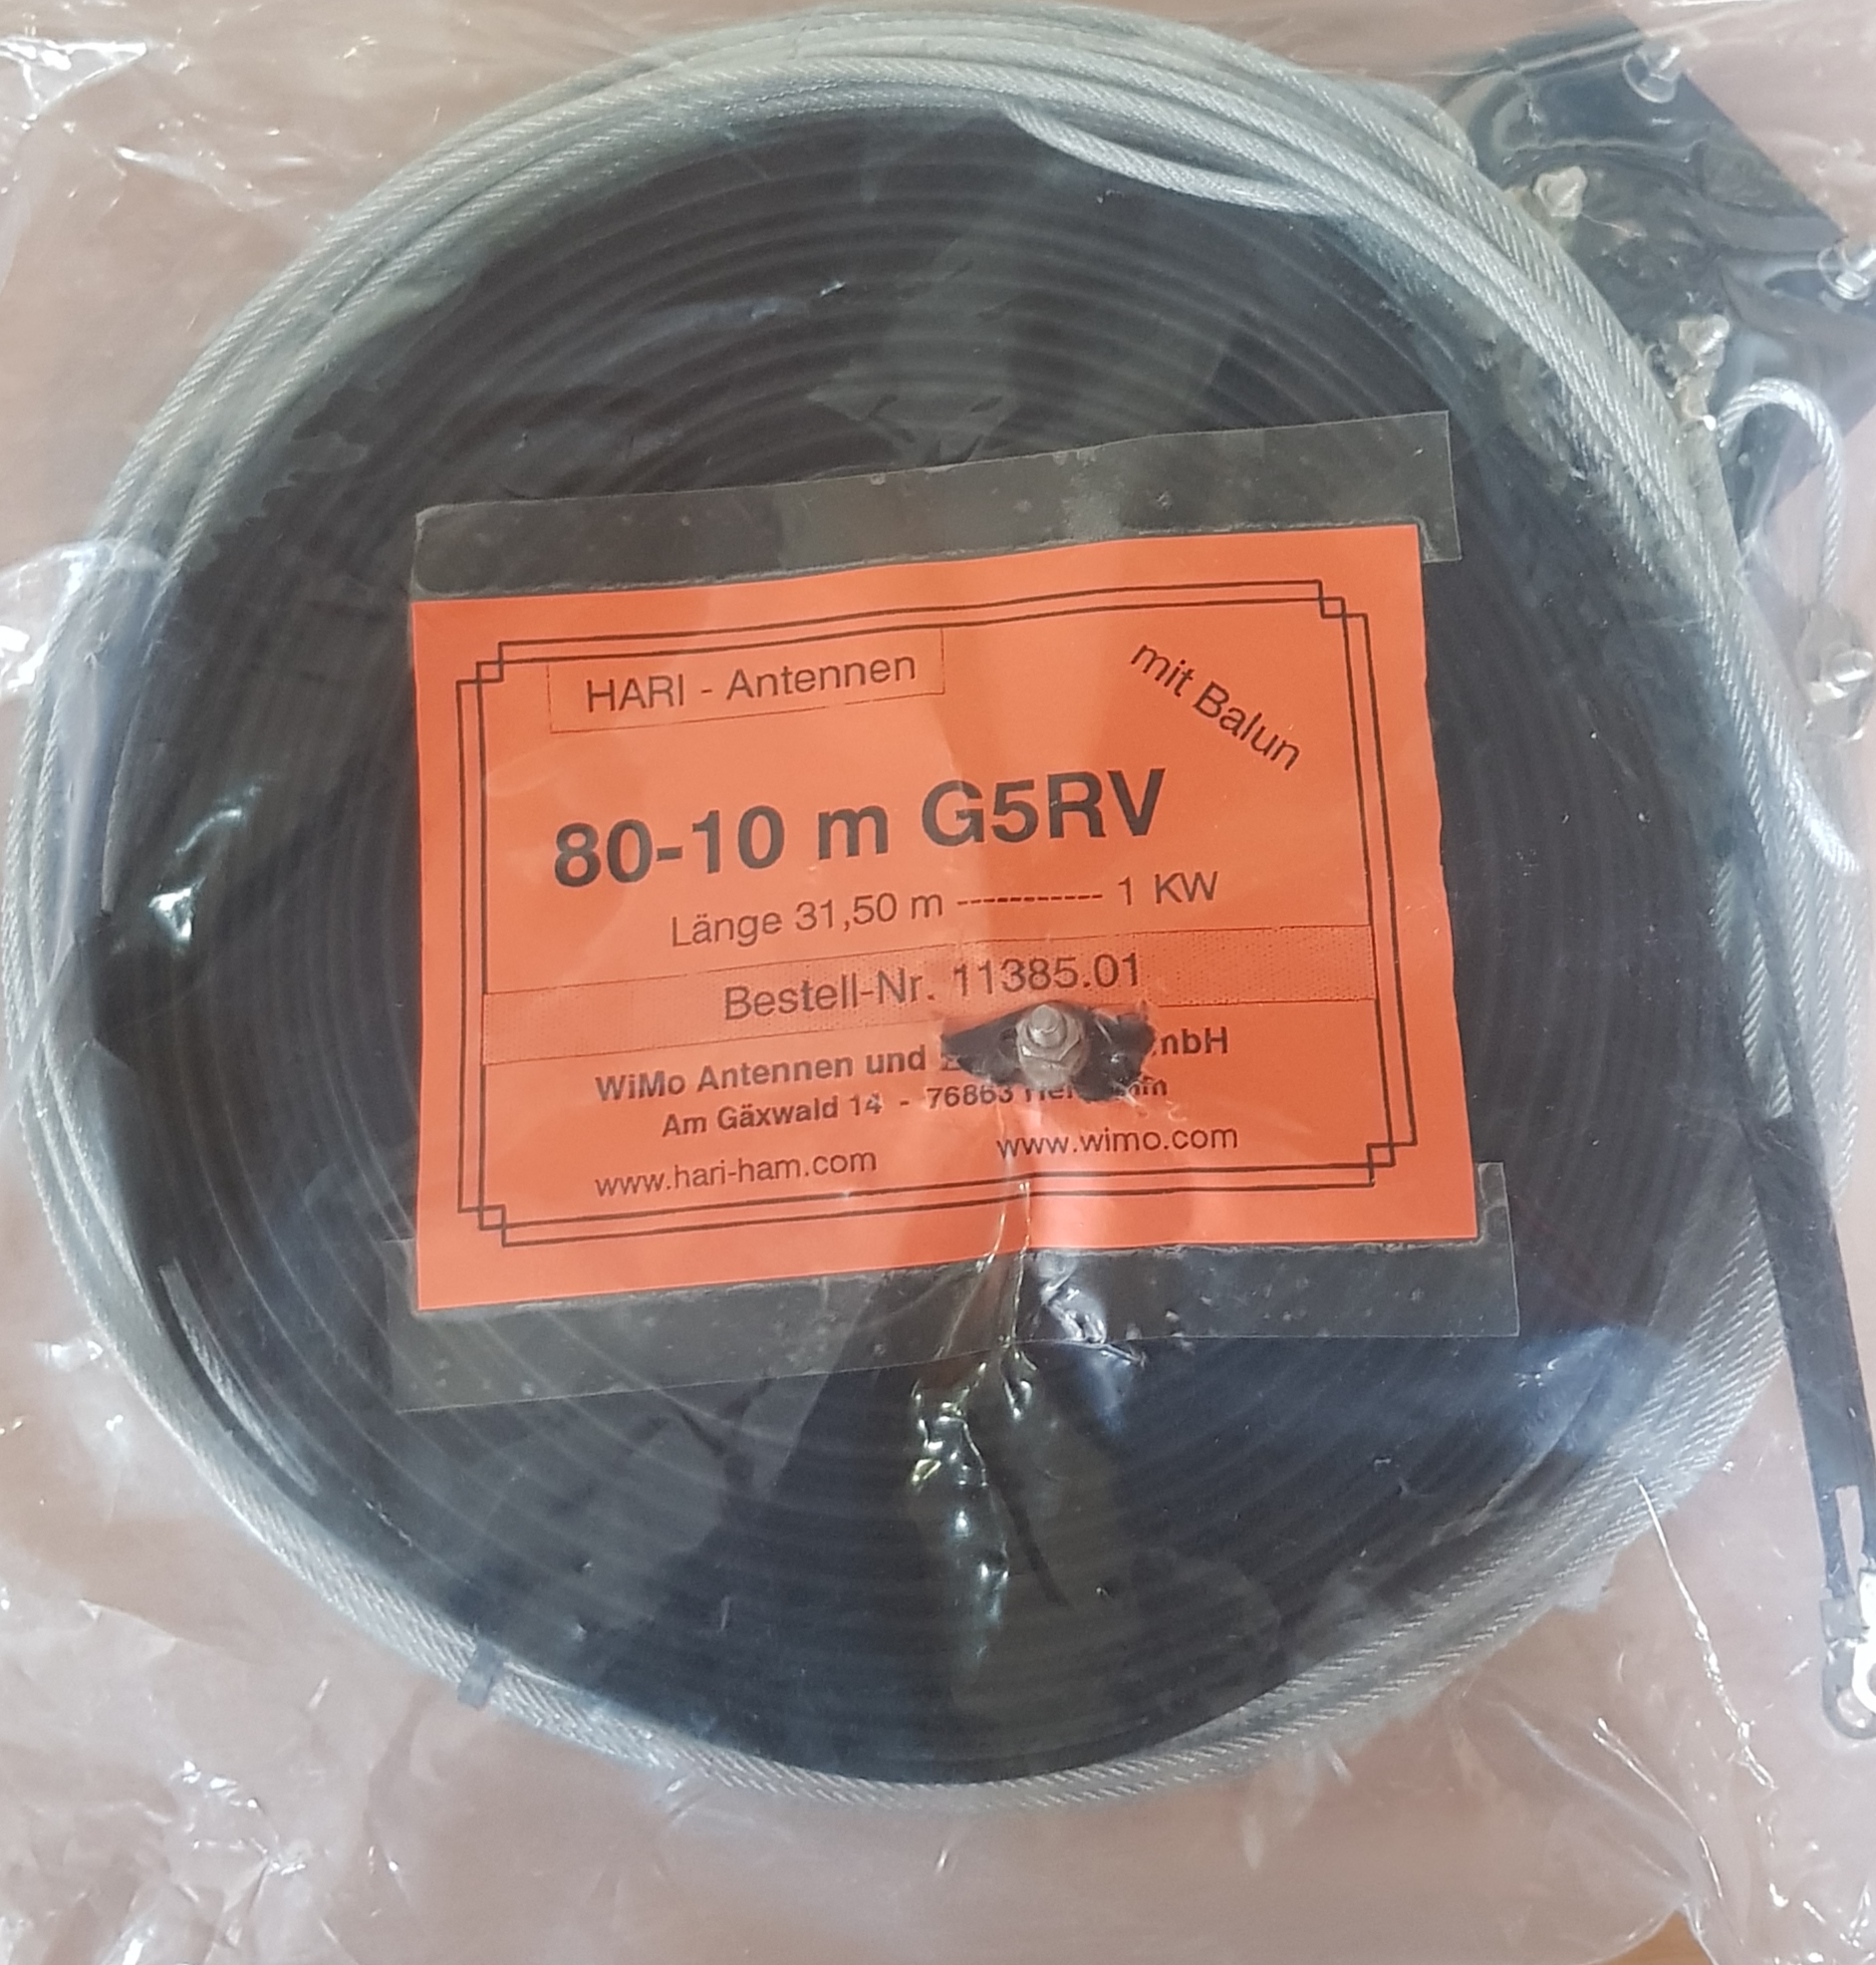 HARI - Antennen
mit Balun
80-10 m G5RV
Länge 31,50 m ----------- 1 KW
Bestell-Nr. 11385.01
WiMo Antennen und
Am Gäxwald 14 - 76863
www.hari-ham.com www.wimo.com